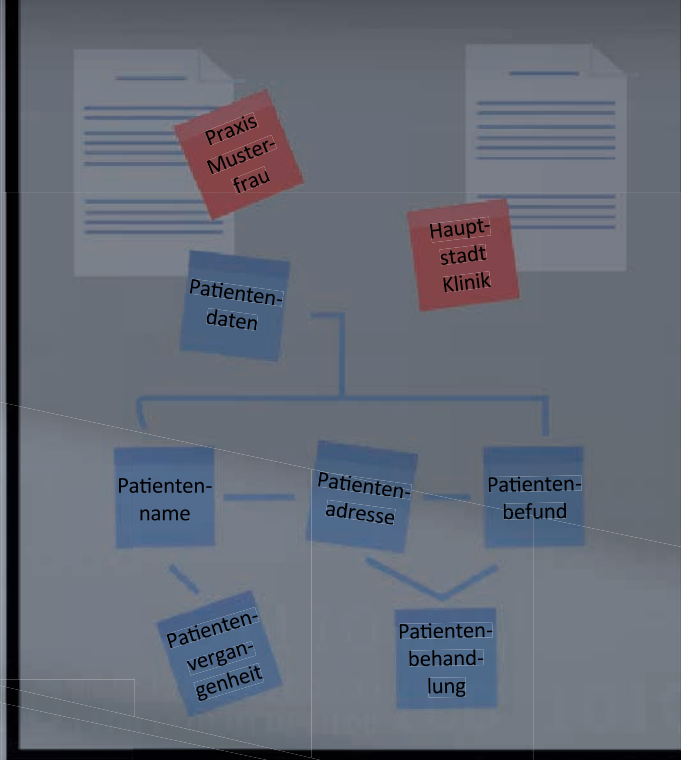 Praxis
Muster-
frau
Haupt-
stadt
Klinik
Patienten-
daten
Patienten-
name
Patienten-
adresse
Patienten-
befund
Patienten-
vergan-
genheit
Patienten-
behand-
lung